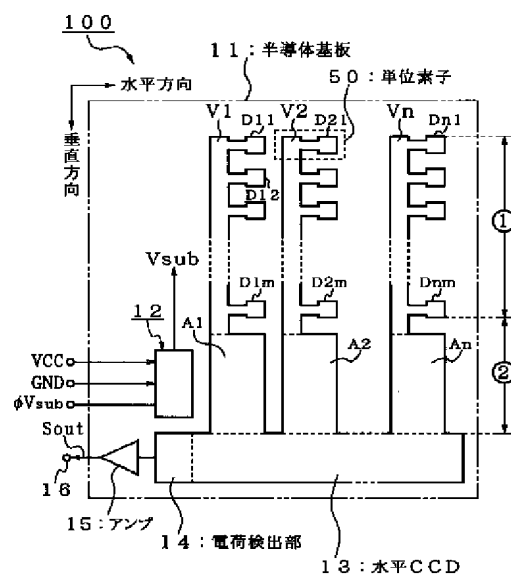 100
11:半導体基板
50:単位素子
水平方向
垂直方向
V1
D11
V2
D21
Vn
Dn1
D12
①
Vsub
D1m
D2m
Dnm
12
A1
A2
An
②
VCC
GND
φVsub
Sout
16
15:アンプ
14:電荷検出部
13:水平CCD